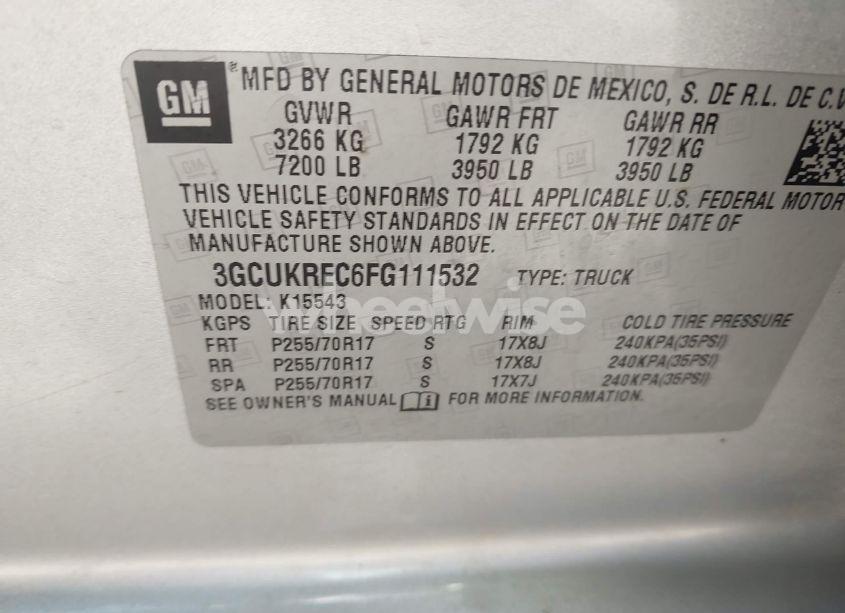 GM
® MFD BY GENERAL MOTORS DE MEXICO, S. DE R.L. DE C.V
GVWR GAWR FRT GAWR RR
3266 KG 1792 KG 1792 KG
7200 LB 3950 LB 3950 LB
THIS VEHICLE CONFORMS TO ALL APPLICABLE U.S. FEDERAL MOTOR
VEHICLE SAFETY STANDARDS IN EFFECT ON THE DATE OF
MANUFACTURE SHOWN ABOVE.
3GCUKREC6FG111532 TYPE: TRUCK
MODEL: K15543
wheelwise
KGPS TIRE SIZE SPEED RTG RIM COLD TIRE PRESSURE
FRT P255/70R17 S 17X8J 240KPA(35PSI)
RR P255/70R17 S 17X8J 240KPA(35PSI)
SPA P255/70R17 S 17X7J 240KPA(35PSI)
SEE OWNER'S MANUAL i FOR MORE INFORMATION.